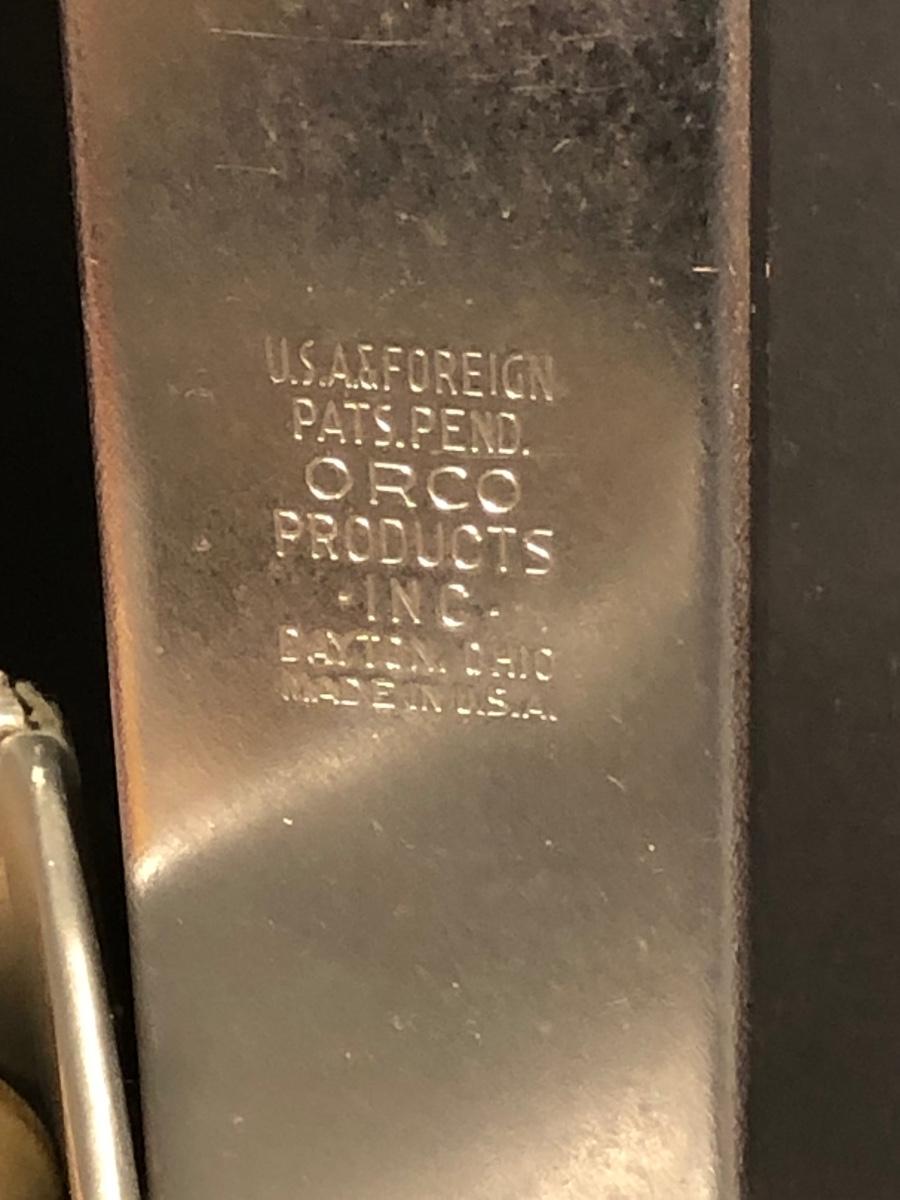 U.S.A.&FOREIGN
PATS.PEND.
ORCO
PRODUCTS
-INC-
DAYTON, OHIO
MADE IN U.S.A.